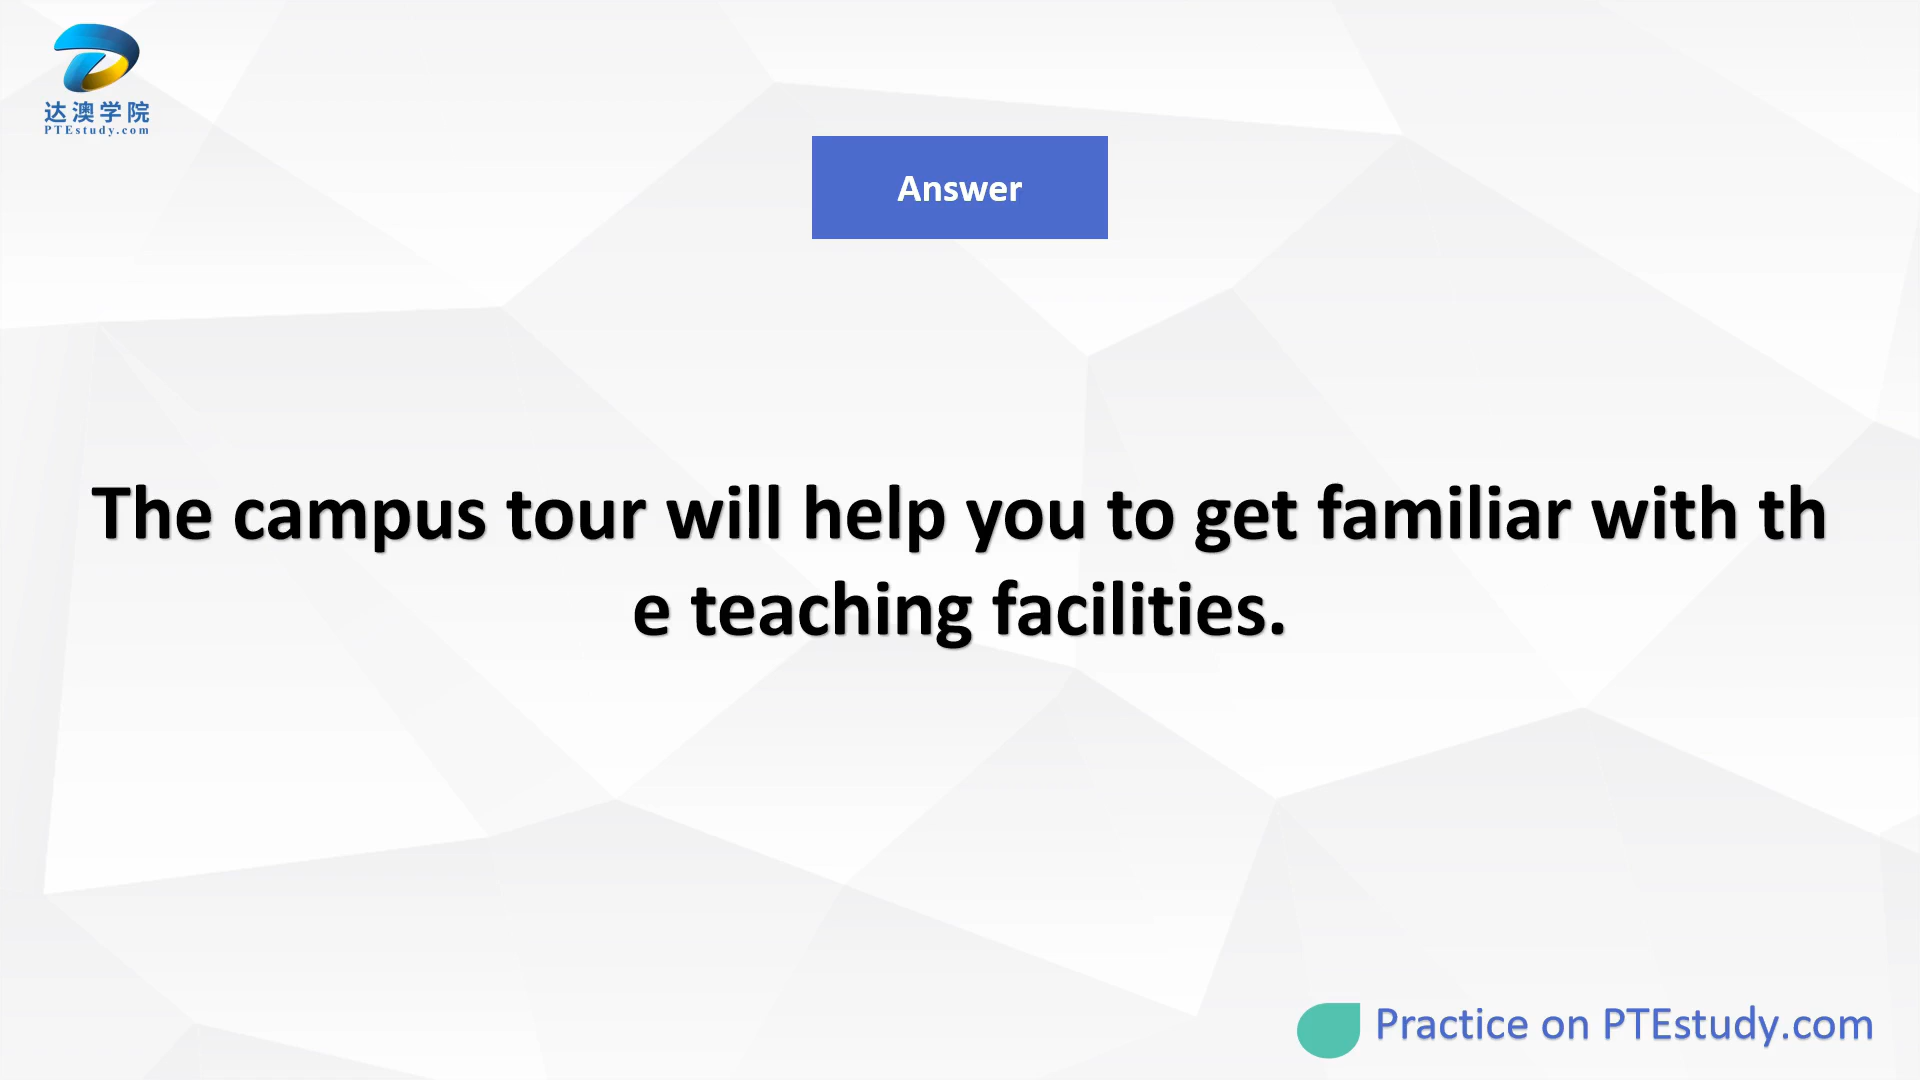 达澳学院
PTEstudy.com
Answer
The campus tour will help you to get familiar with th
e teaching facilities.
Practice on PTEstudy.com